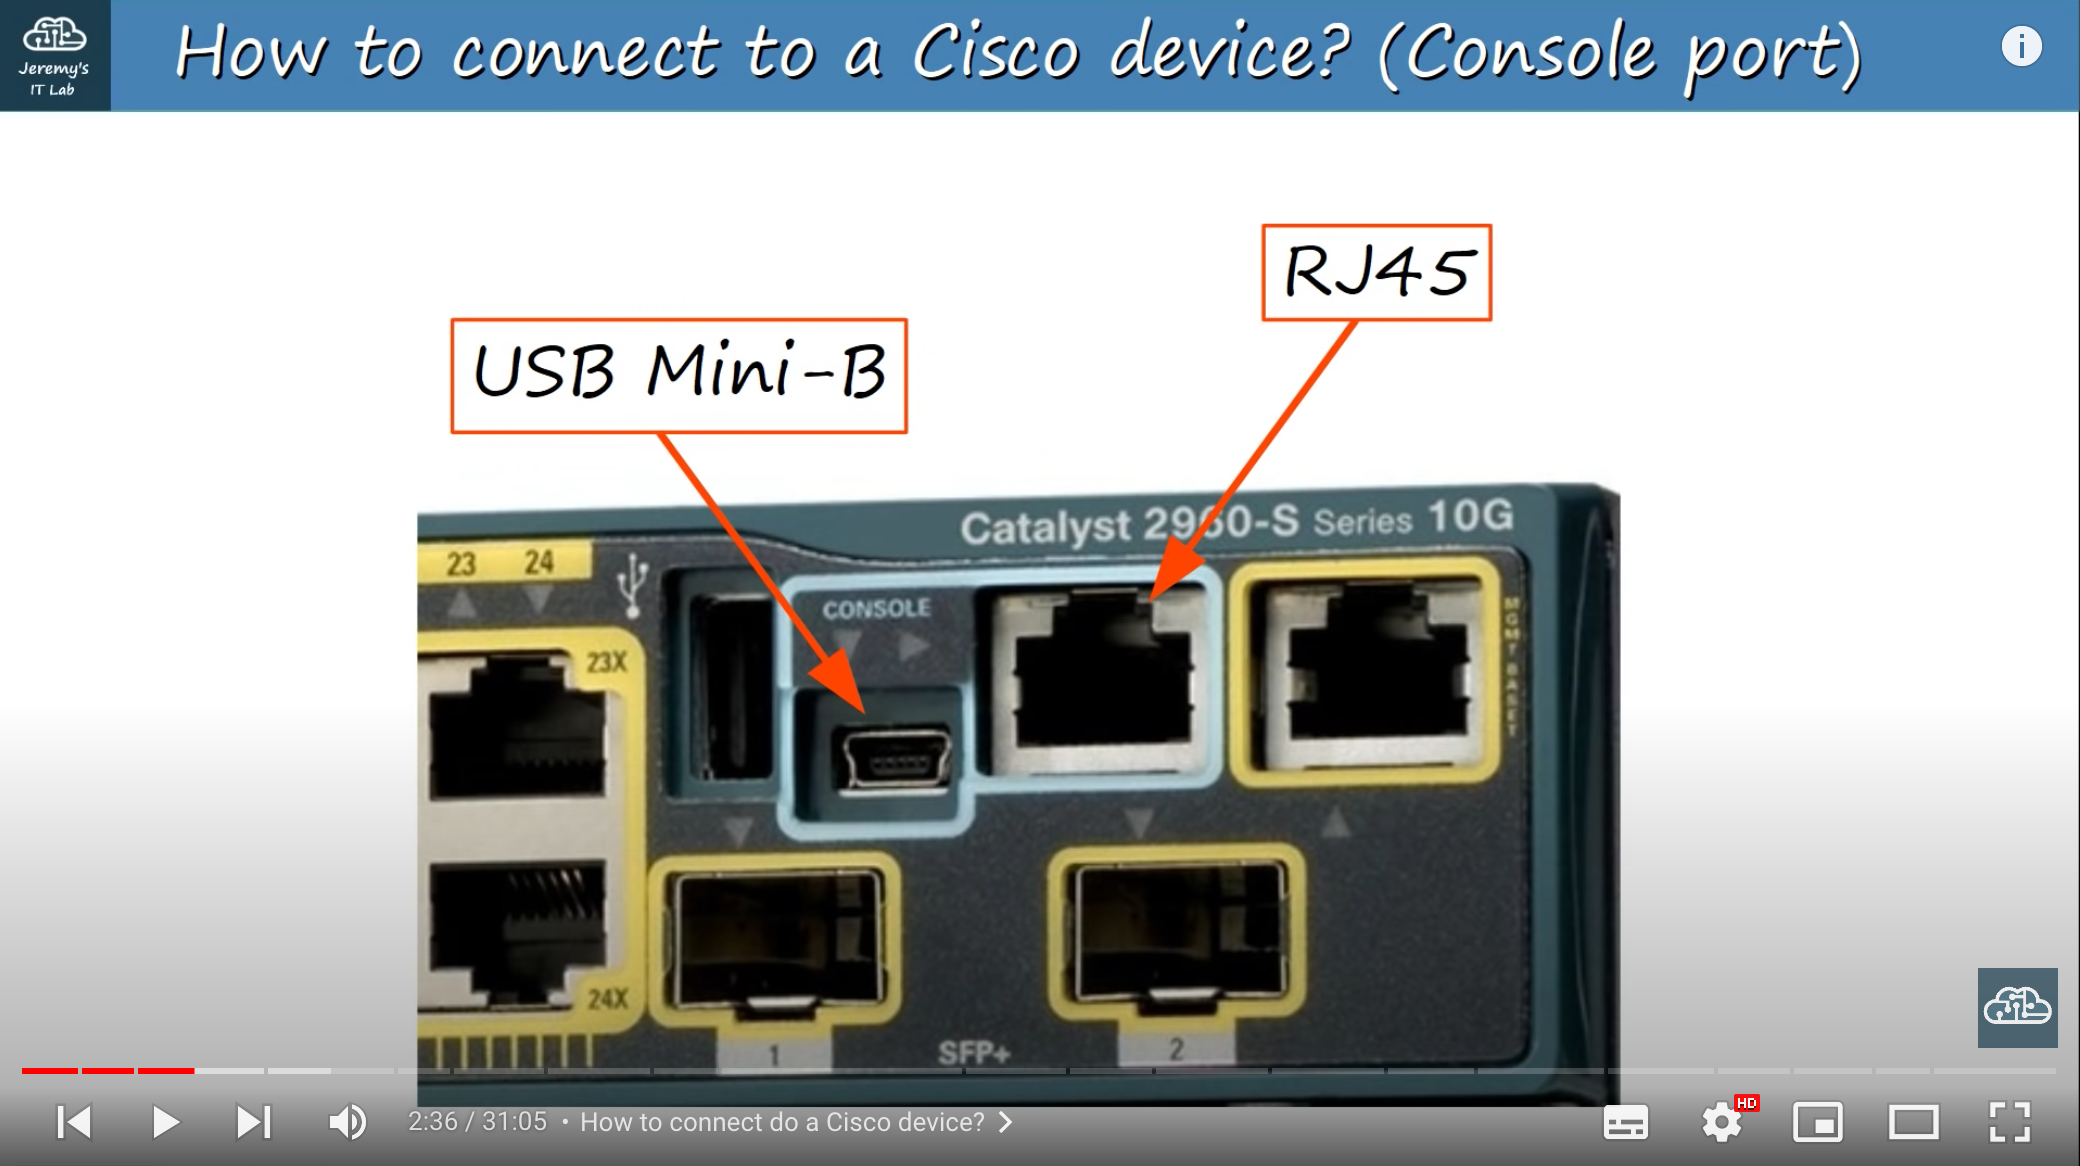 Jeremy's
IT Lab
How to connect to a Cisco device? (Console port)
i
RJ45
USB Mini-B
Catalyst 2960-S Series 10G
23 24
CONSOLE
23X
MGMT BASET
24X
1 SFP+ 2
HD
2:36 / 31:05 • How to connect do a Cisco device?